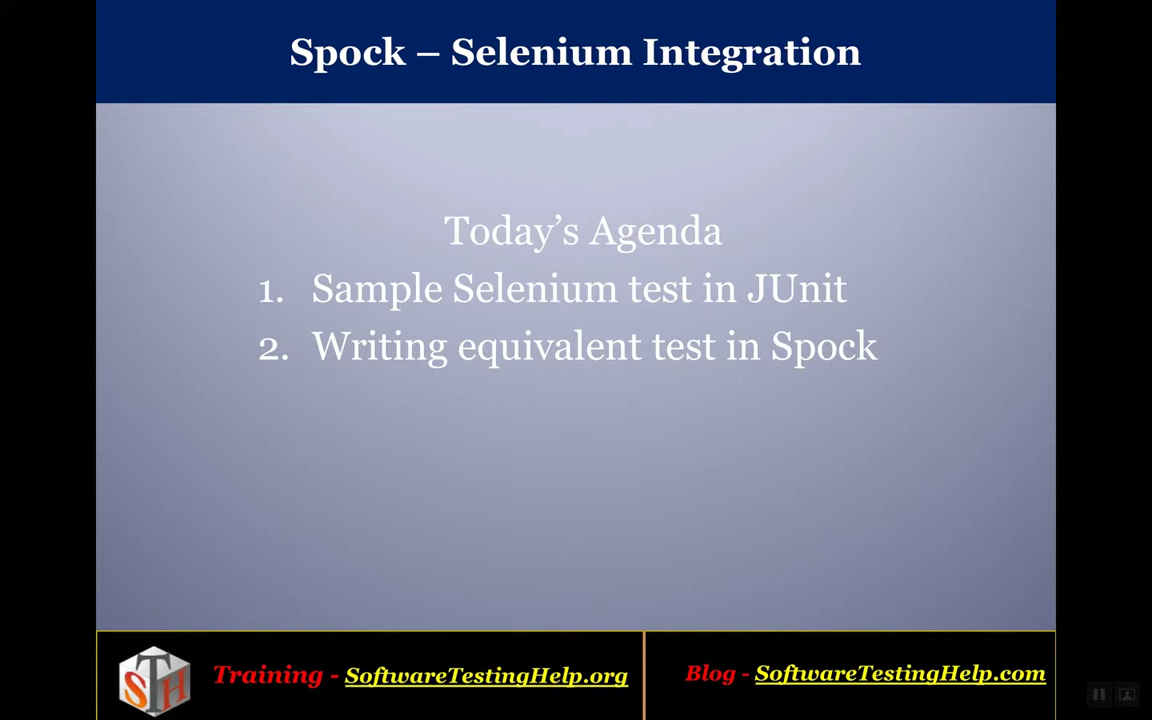 Spock – Selenium Integration
Today's Agenda
1. Sample Selenium test in JUnit
2. Writing equivalent test in Spock
STH
Training - SoftwareTestingHelp.org
Blog - SoftwareTestingHelp.com